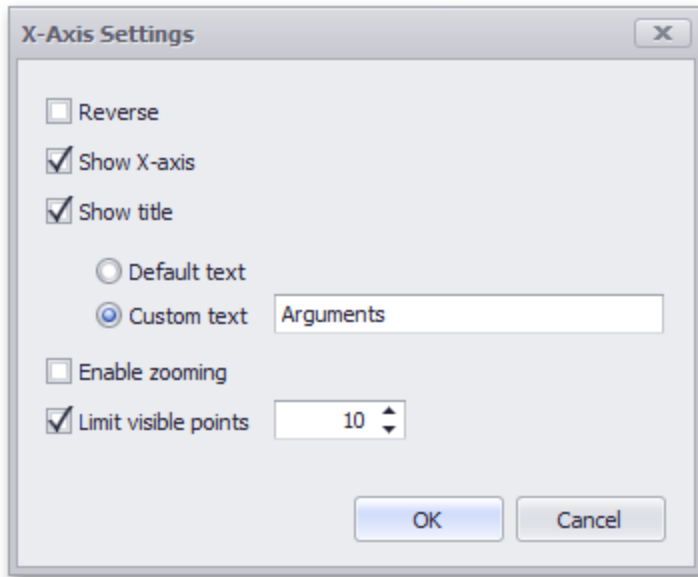 X-Axis Settings
Reverse
Show X-axis
Show title
Default text
Custom text Arguments
Enable zooming
Limit visible points 10
OK Cancel